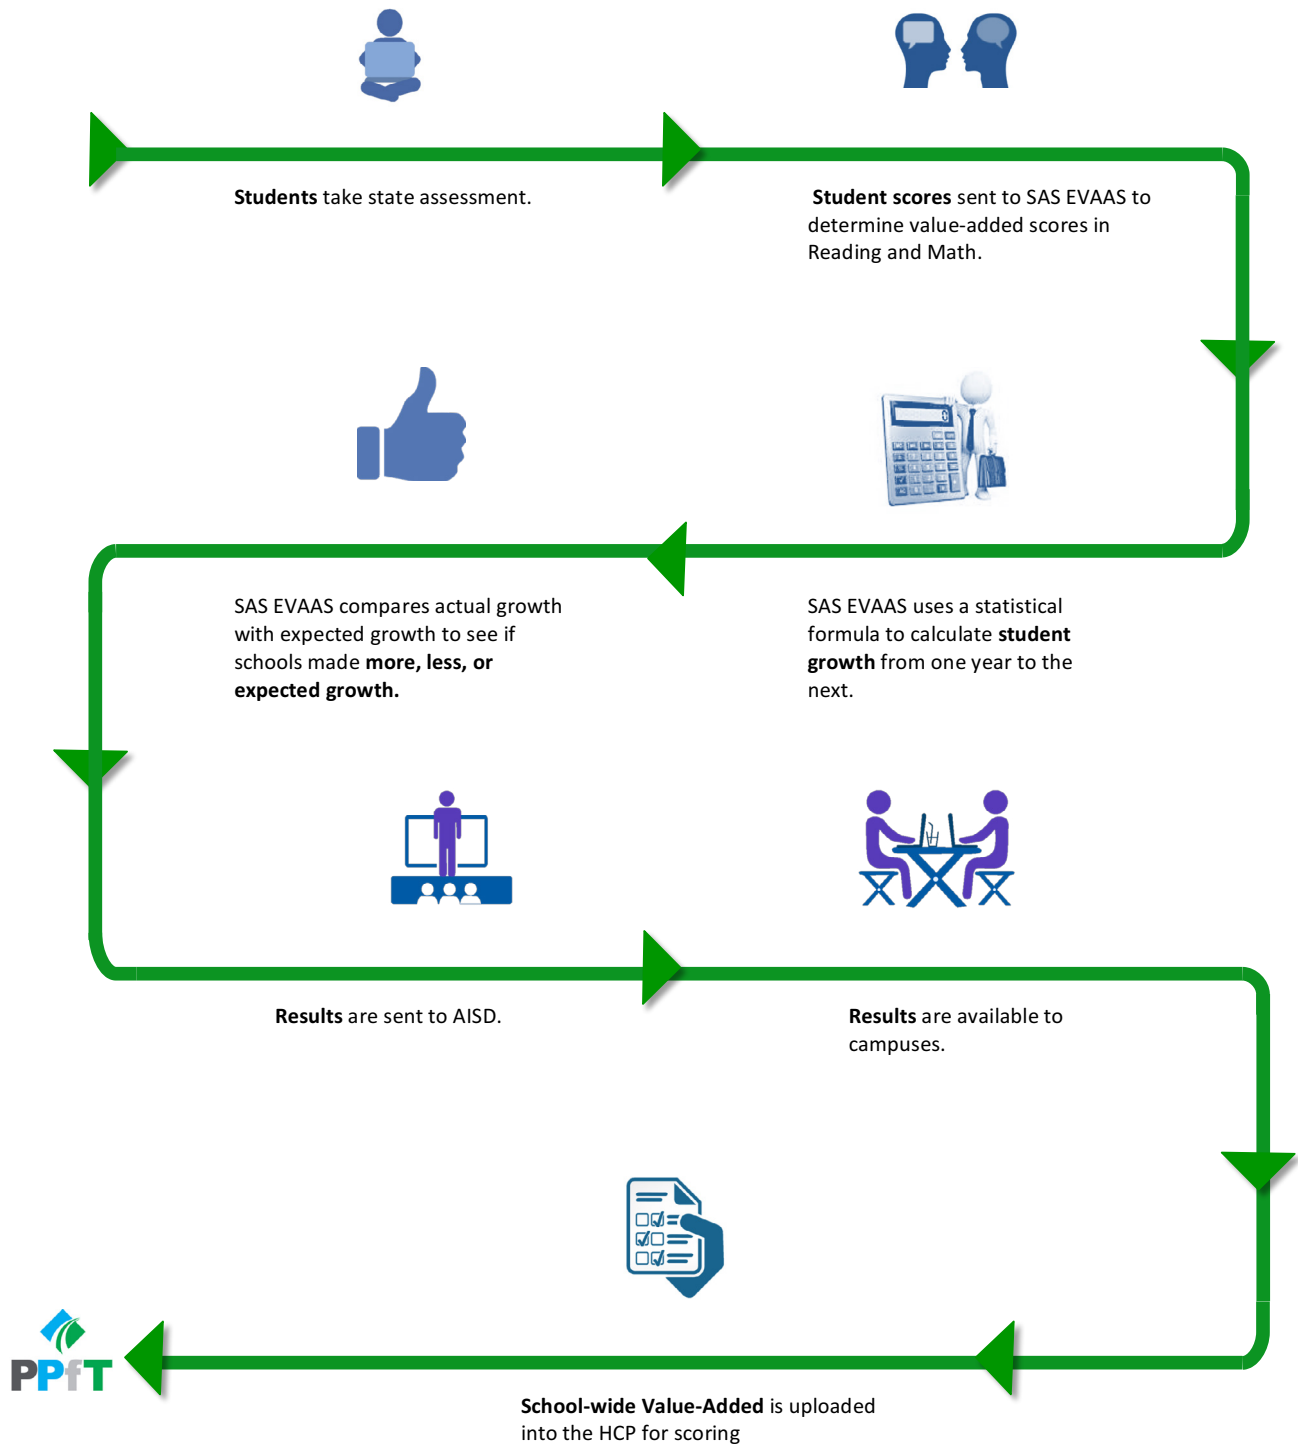 Students take state assessment.
Student scores sent to SAS EVAAS to
determine value-added scores in
Reading and Math.
SAS EVAAS uses a statistical
formula to calculate student
growth from one year to the
next.
SAS EVAAS compares actual growth
with expected growth to see if
schools made more, less, or
expected growth.
Results are sent to AISD.
Results are available to
campuses.
School-wide Value-Added is uploaded
into the HCP for scoring
PPfT